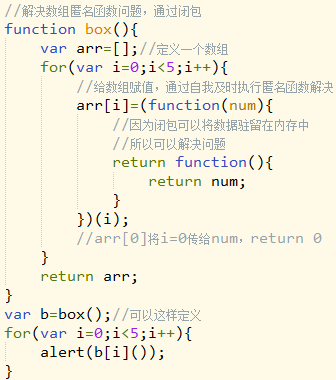 //解决数组匿名函数问题，通过闭包
function box(){
    var arr=[];//定义一个数组
    for(var i=0;i<5;i++){
        //给数组赋值，通过自我及时执行匿名函数解决
        arr[i]=(function(num){
            //因为闭包可以将数据驻留在内存中
            //所以可以解决问题
            return function(){
                return num;
            }
        })(i);
        //arr[0]将i=0传给num，return 0
    }
    return arr;
}
var b=box();//可以这样定义
for(var i=0;i<5;i++){
    alert(b[i]());
}